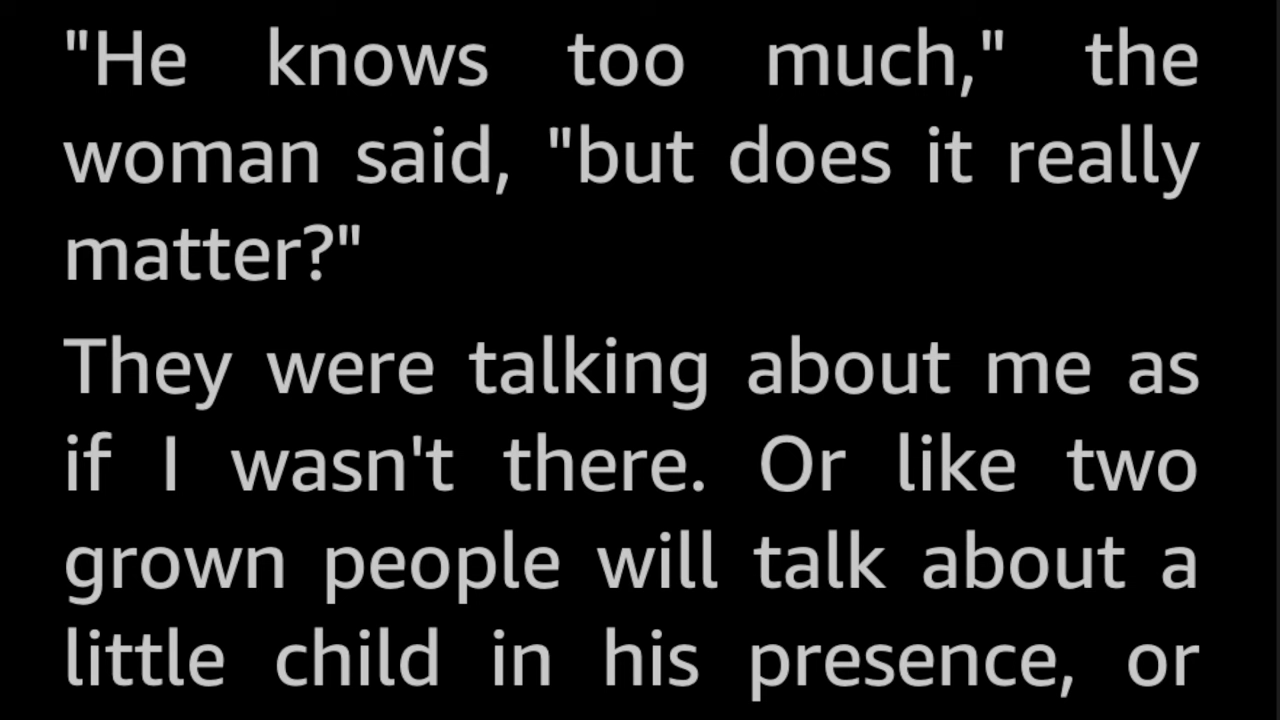 "He knows too much," the
woman said, "but does it really
matter?"
They were talking about me as
if I wasn't there. Or like two
grown people will talk about a
little child in his presence, or